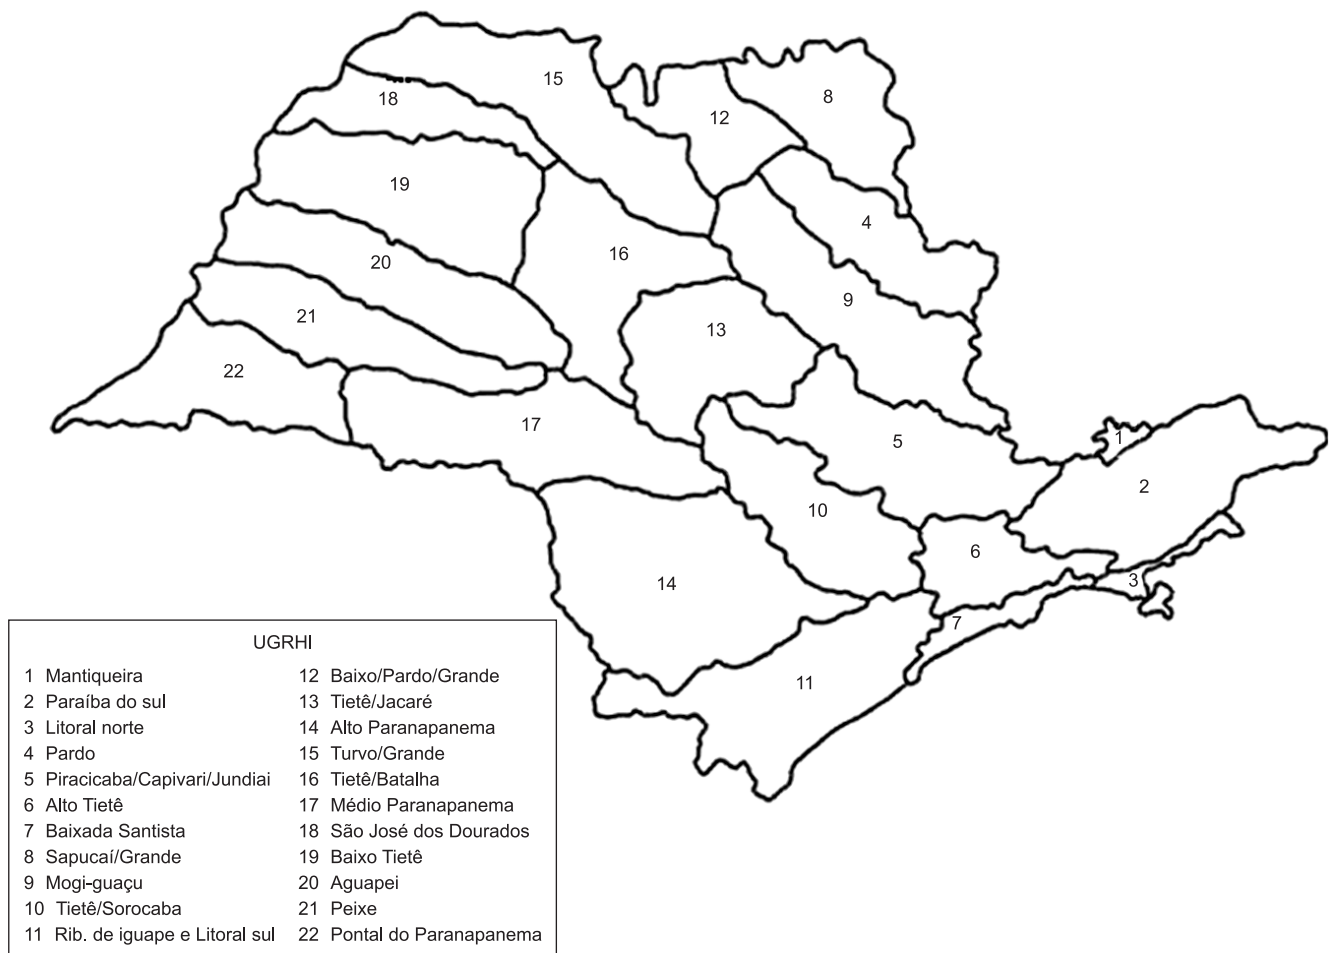 15
8
18
12
19
4
20
16
9
21
13
22
17
5
1
2
10
6
14
3
7
11
UGRHI
1 Mantiqueira
2 Paraíba do sul
3 Litoral norte
4 Pardo
5 Piracicaba/Capivari/Jundiai
6 Alto Tietê
7 Baixada Santista
8 Sapucaí/Grande
9 Mogi-guaçu
10 Tietê/Sorocaba
11 Rib. de iguape e Litoral sul
12 Baixo/Pardo/Grande
13 Tietê/Jacaré
14 Alto Paranapanema
15 Turvo/Grande
16 Tietê/Batalha
17 Médio Paranapanema
18 São José dos Dourados
19 Baixo Tietê
20 Aguapei
21 Peixe
22 Pontal do Paranapanema